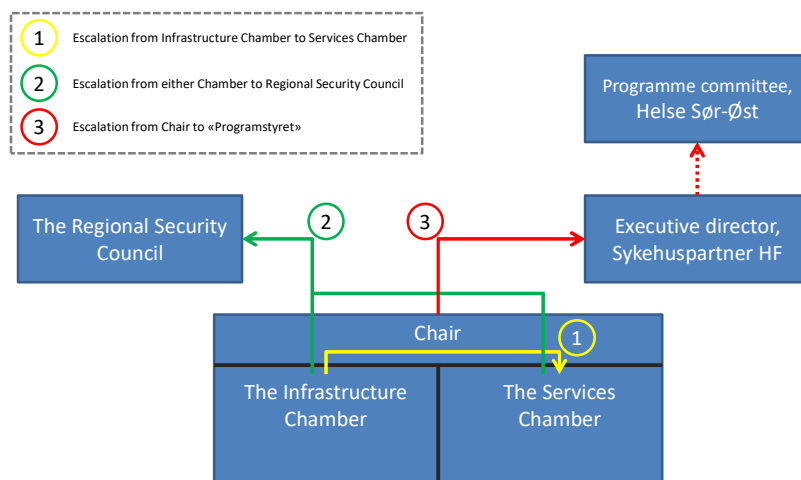 1 Escalation from Infrastructure Chamber to Services Chamber
2 Escalation from either Chamber to Regional Security Council
3 Escalation from Chair to «Programstyret»
Programme committee,
Helse Sør-Øst
The Regional Security
Council
2
3
Executive director,
Sykehuspartner HF
Chair
1
The Infrastructure
Chamber
The Services
Chamber